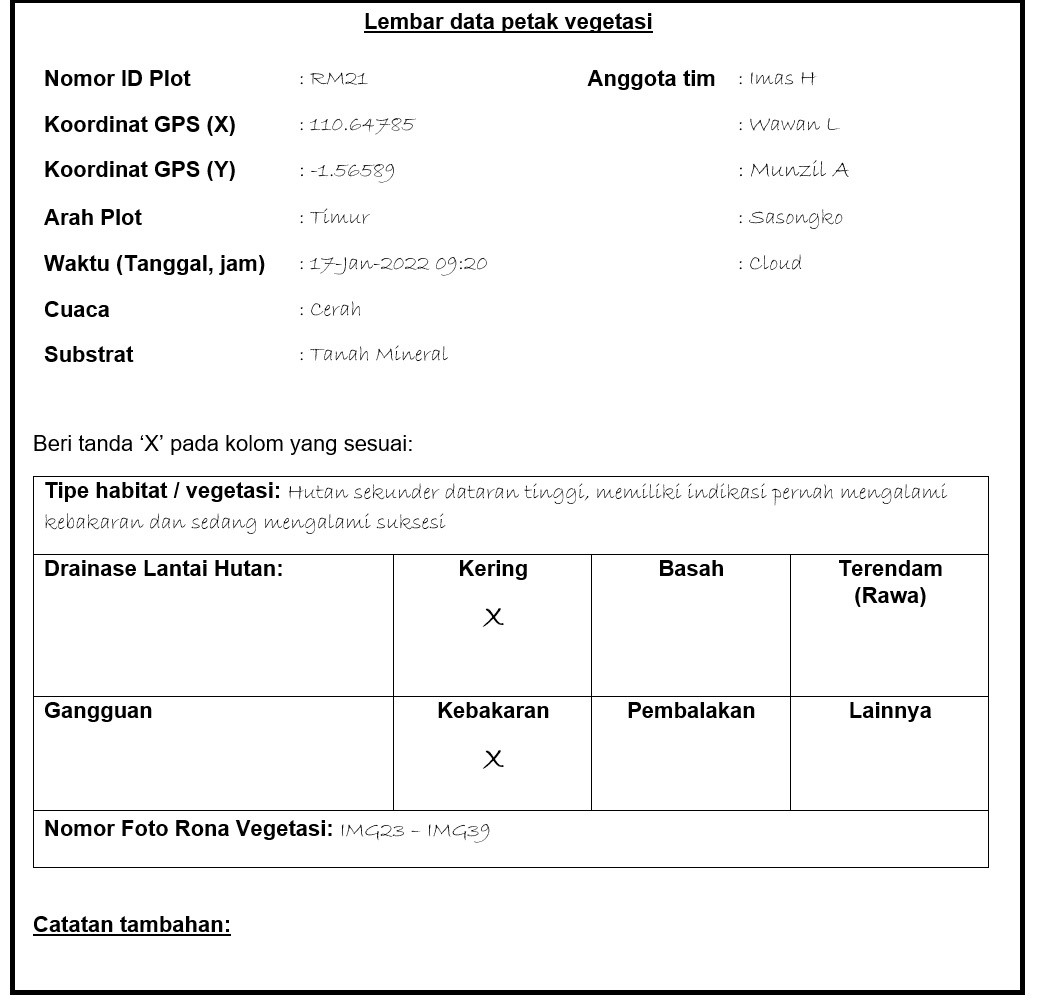 Lembar data petak vegetasi
Nomor ID Plot : RM21 Anggota tim : Imas H
Koordinat GPS (X) : 110.64785 : Wawan L
Koordinat GPS (Y) : -1.56589 : Munzil A
Arah Plot : Timur : Sasongko
Waktu (Tanggal, jam) : 17-Jan-2022 09:20 : Cloud
Cuaca : Cerah
Substrat : Tanah Mineral
Beri tanda ‘X’ pada kolom yang sesuai:
Tipe habitat / vegetasi: Hutan sekunder dataran tinggi, memiliki indikasi pernah mengalami
kebakaran dan sedang mengalami suksesi
Drainase Lantai Hutan: Kering Basah Terendam
(Rawa)
X
Gangguan Kebakaran Pembalakan Lainnya
X
Nomor Foto Rona Vegetasi: IMG23 – IMG39
Catatan tambahan: